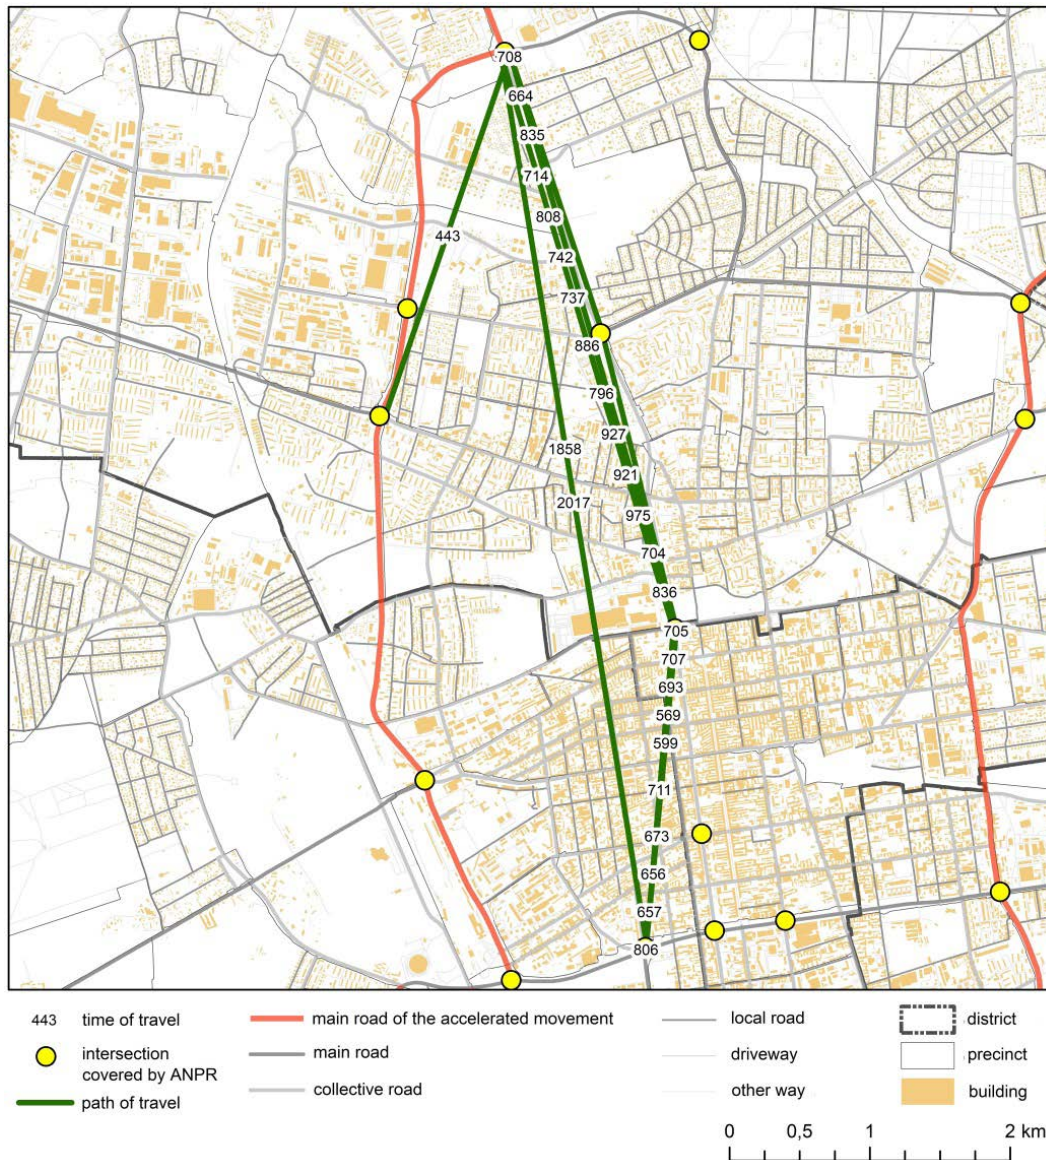 708
664
835
714
808
443
742
737
886
796
927
1858
921
2017
975
704
836
705
707
693
569
599
711
673
656
657
806
443 time of travel
intersection
covered by ANPR
path of travel
main road of the accelerated movement
main road
collective road
local road
driveway
other way
district
precinct
building
0 0,5 1 2 km